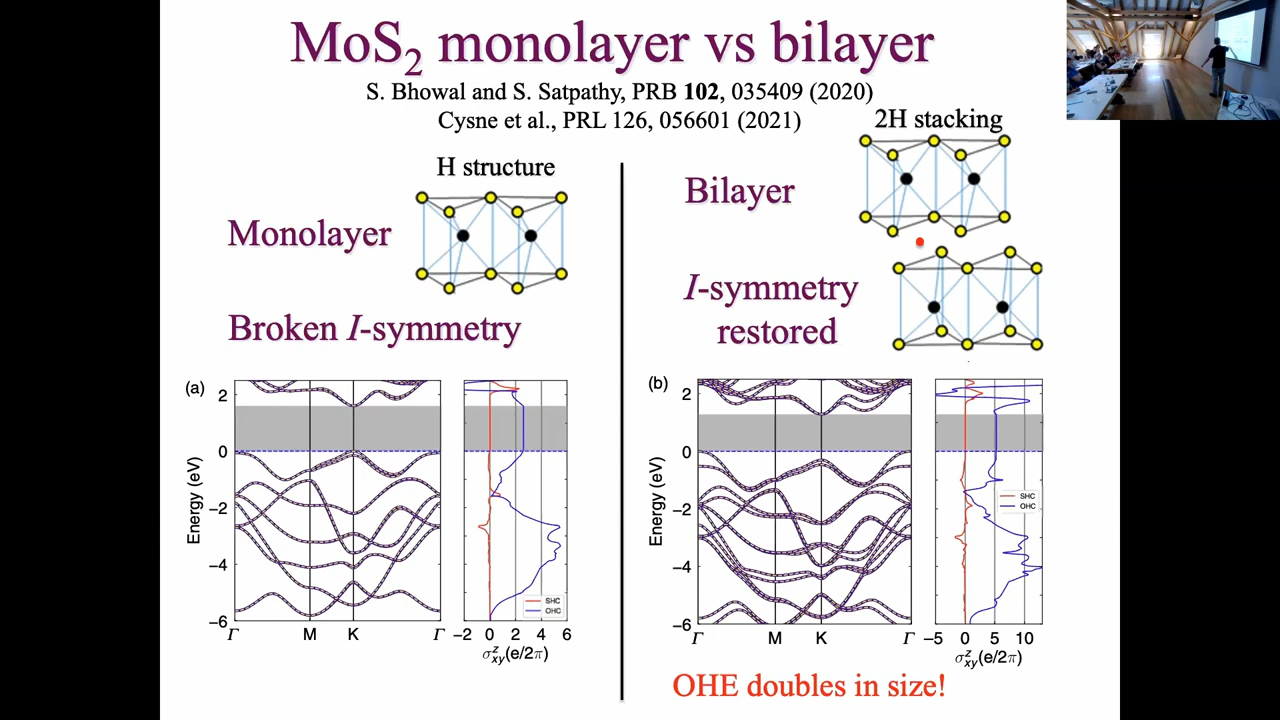 MoS₂ monolayer vs bilayer
S. Bhowal and S. Satpathy, PRB 102, 035409 (2020)
Cysne et al., PRL 126, 056601 (2021)
H structure
Monolayer
Broken I-symmetry
(a)
2
0
−2
−4
−6
Energy (eV)
Γ M K Γ
−2 0 2 4 6
σᶻₓᵧ(e/2π)
SHC
OHC
2H stacking
Bilayer
I-symmetry
restored
(b)
2
0
−2
−4
−6
Energy (eV)
Γ M K Γ
−5 0 5 10
σᶻₓᵧ(e/2π)
SHC
OHC
OHE doubles in size!